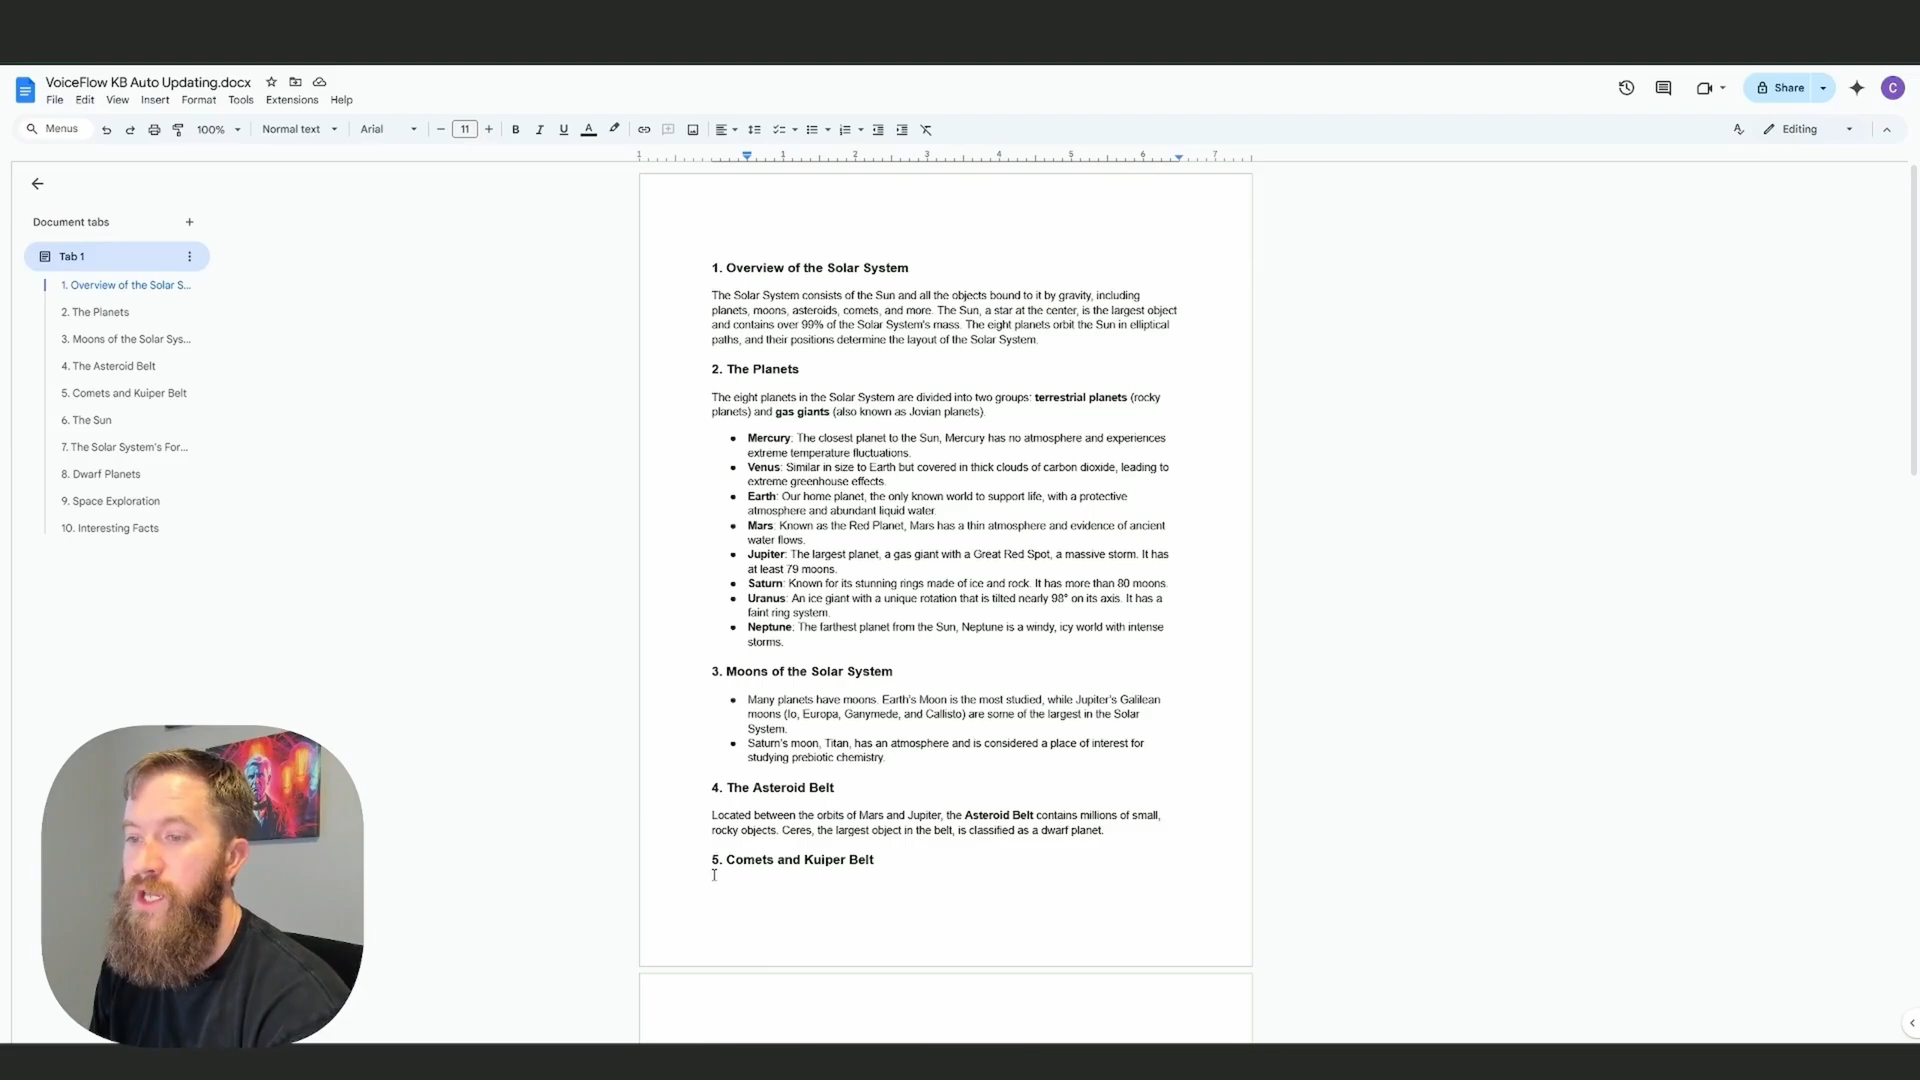 VoiceFlow KB Auto Updating.docx
File Edit View Insert Format Tools Extensions Help
Share
C
Menus
100%
Normal text
Arial
11
B I U A
Editing
1 1 2 3 4 5 6 7
Document tabs
Tab 1
1. Overview of the Solar S...
2. The Planets
3. Moons of the Solar Sys...
4. The Asteroid Belt
5. Comets and Kuiper Belt
6. The Sun
7. The Solar System's For...
8. Dwarf Planets
9. Space Exploration
10. Interesting Facts
1. Overview of the Solar System
The Solar System consists of the Sun and all the objects bound to it by gravity, including
planets, moons, asteroids, comets, and more. The Sun, a star at the center, is the largest object
and contains over 99% of the Solar System's mass. The eight planets orbit the Sun in elliptical
paths, and their positions determine the layout of the Solar System.
2. The Planets
The eight planets in the Solar System are divided into two groups: terrestrial planets (rocky
planets) and gas giants (also known as Jovian planets).
● Mercury: The closest planet to the Sun, Mercury has no atmosphere and experiences
extreme temperature fluctuations.
● Venus: Similar in size to Earth but covered in thick clouds of carbon dioxide, leading to
extreme greenhouse effects.
● Earth: Our home planet, the only known world to support life, with a protective
atmosphere and abundant liquid water.
● Mars: Known as the Red Planet, Mars has a thin atmosphere and evidence of ancient
water flows.
● Jupiter: The largest planet, a gas giant with a Great Red Spot, a massive storm. It has
at least 79 moons.
● Saturn: Known for its stunning rings made of ice and rock. It has more than 80 moons.
● Uranus: An ice giant with a unique rotation that is tilted nearly 98° on its axis. It has a
faint ring system.
● Neptune: The farthest planet from the Sun, Neptune is a windy, icy world with intense
storms.
3. Moons of the Solar System
● Many planets have moons. Earth's Moon is the most studied, while Jupiter's Galilean
moons (Io, Europa, Ganymede, and Callisto) are some of the largest in the Solar
System.
● Saturn's moon, Titan, has an atmosphere and is considered a place of interest for
studying prebiotic chemistry.
4. The Asteroid Belt
Located between the orbits of Mars and Jupiter, the Asteroid Belt contains millions of small,
rocky objects. Ceres, the largest object in the belt, is classified as a dwarf planet.
5. Comets and Kuiper Belt